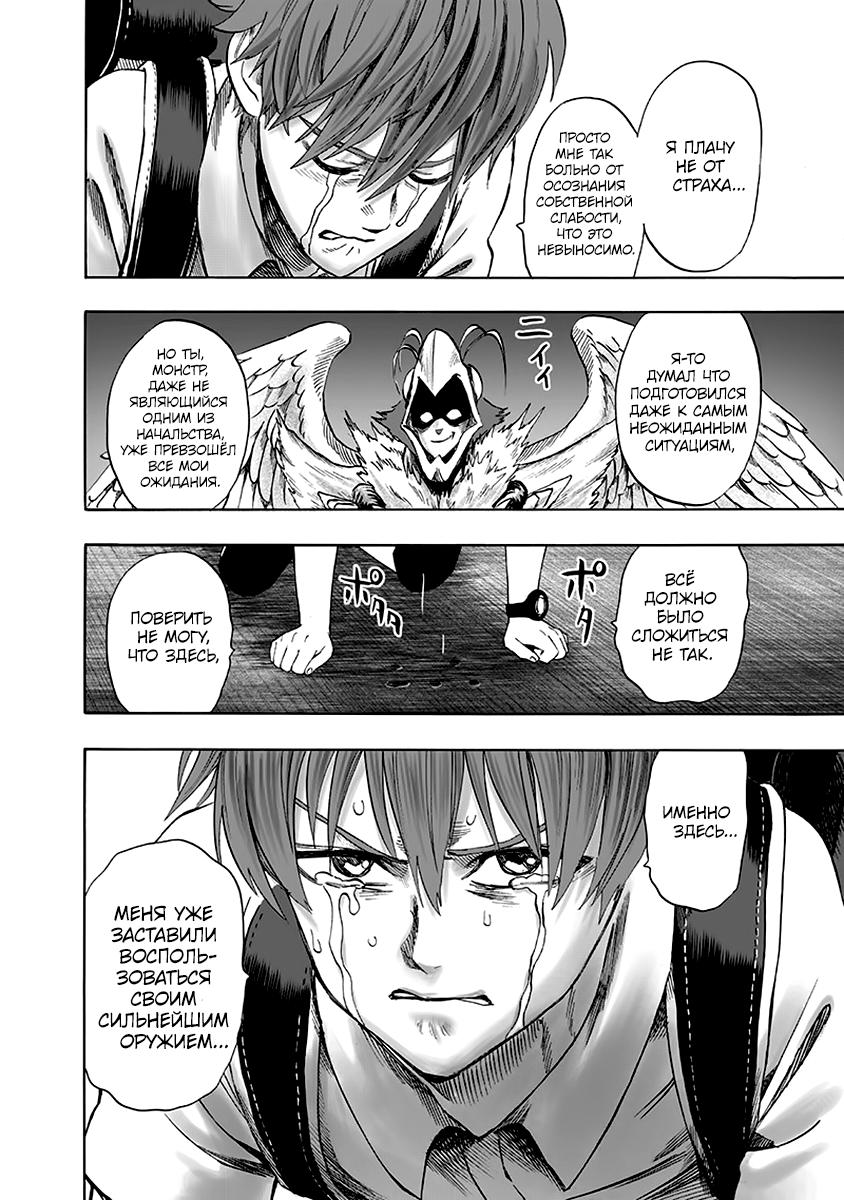 Я ПЛАЧУ
НЕ ОТ
СТРАХА...
ПРОСТО
МНЕ ТАК
БОЛЬНО ОТ
ОСОЗНАНИЯ
СОБСТВЕННОЙ
СЛАБОСТИ,
ЧТО ЭТО
НЕВЫНОСИМО.
Я-ТО
ДУМАЛ ЧТО
ПОДГОТОВИЛСЯ
ДАЖЕ К САМЫМ
НЕОЖИДАННЫМ
СИТУАЦИЯМ,
ニィィ
НО ТЫ,
МОНСТР,
ДАЖЕ НЕ
ЯВЛЯЮЩИЙСЯ
ОДНИМ ИЗ
НАЧАЛЬСТВА,
УЖЕ ПРЕВЗОШЁЛ
ВСЕ МОИ
ОЖИДАНИЯ.
ВСЁ
ДОЛЖНО
БЫЛО
СЛОЖИТЬСЯ
НЕ ТАК.
ポタ
ポタタ
ПОВЕРИТЬ
НЕ МОГУ,
ЧТО ЗДЕСЬ,
ИМЕННО
ЗДЕСЬ...
МЕНЯ УЖЕ
ЗАСТАВИЛИ
ВОСПОЛЬ-
ЗОВАТЬСЯ
СВОИМ
СИЛЬНЕЙШИМ
ОРУЖИЕМ...